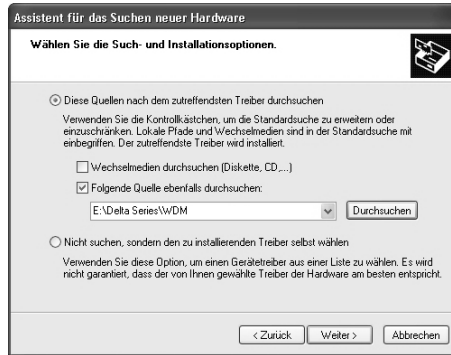 Assistent für das Suchen neuer Hardware
Wählen Sie die Such- und Installationsoptionen.
Diese Quellen nach dem zutreffendsten Treiber durchsuchen
Verwenden Sie die Kontrollkästchen, um die Standardsuche zu erweitern oder
einzuschränken. Lokale Pfade und Wechselmedien sind in der Standardsuche mit
einbegriffen. Der zutreffendste Treiber wird installiert.
Wechselmedien durchsuchen (Diskette, CD,...)
Folgende Quelle ebenfalls durchsuchen:
E:\Delta Series\WDM
Durchsuchen
Nicht suchen, sondern den zu installierenden Treiber selbst wählen
Verwenden Sie diese Option, um einen Gerätetreiber aus einer Liste zu wählen. Es wird
nicht garantiert, dass der von Ihnen gewählte Treiber der Hardware am besten entspricht.
< Zurück
Weiter >
Abbrechen